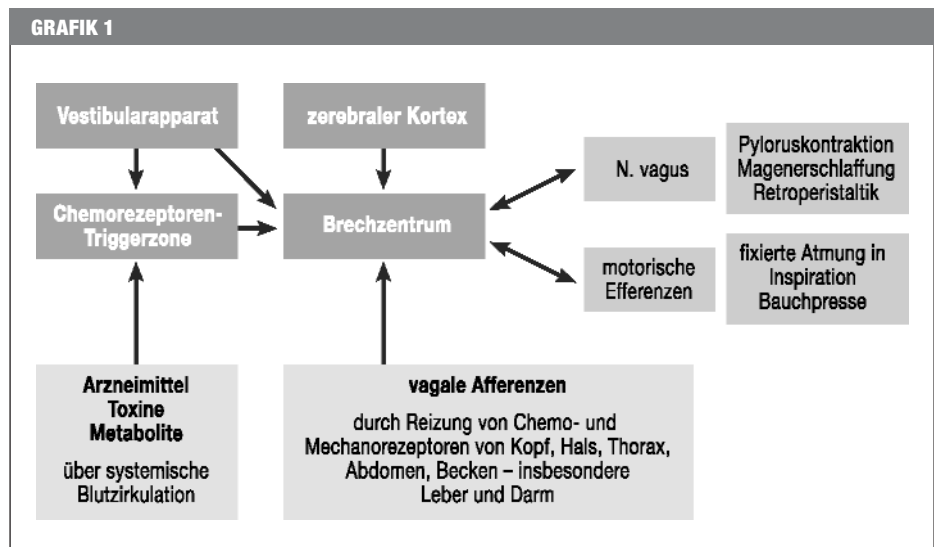 GRAFIK 1
Vestibularapparat
zerebraler Kortex
N. vagus
Pyloruskontraktion
Magenerschlaffung
Retroperistaltik
Chemorezeptoren-
Triggerzone
Brechzentrum
motorische
Efferenzen
fixierte Atmung in
Inspiration
Bauchpresse
Arzneimittel
Toxine
Metabolite
über systemische
Blutzirkulation
vagale Afferenzen
durch Reizung von Chemo- und
Mechanorezeptoren von Kopf, Hals, Thorax,
Abdomen, Becken – insbesondere
Leber und Darm